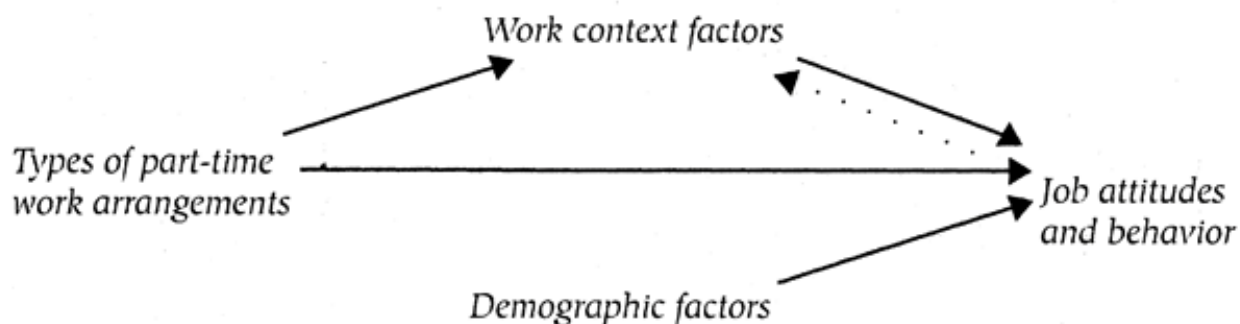 Work context factors
Types of part-time
work arrangements
Job attitudes
and behavior
Demographic factors